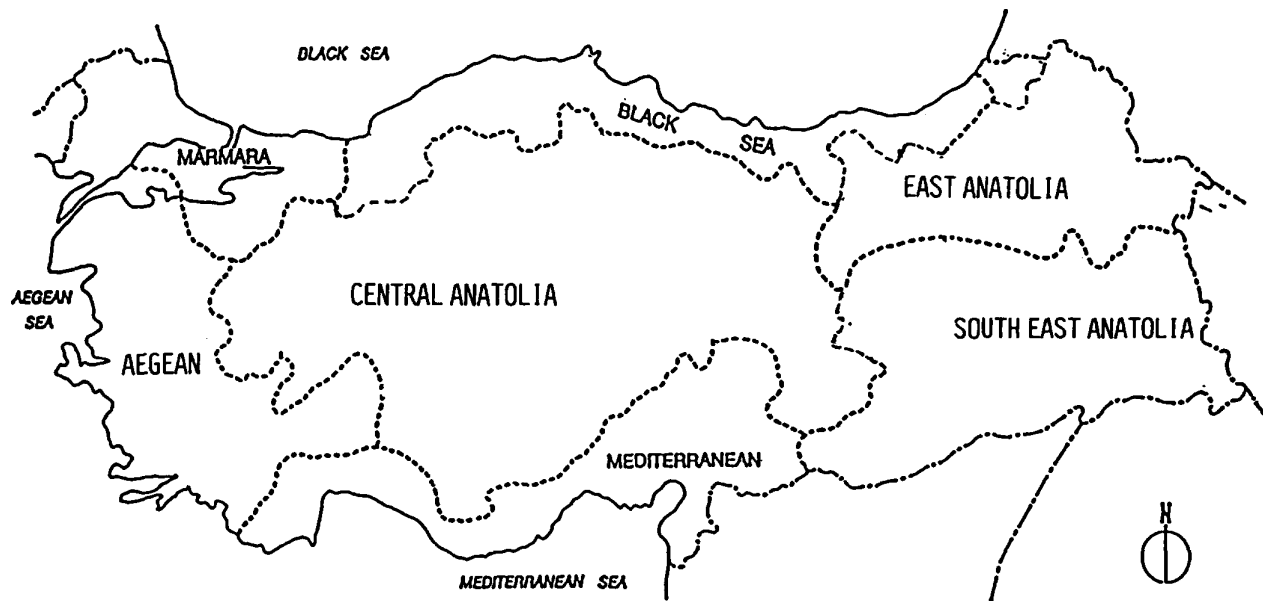 BLACK SEA
BLACK
SEA
MARMARA
EAST ANATOLIA
AEGEAN
SEA
CENTRAL ANATOLIA
SOUTH EAST ANATOLIA
AEGEAN
MEDITERRANEAN
MEDITERRANEAN SEA
N